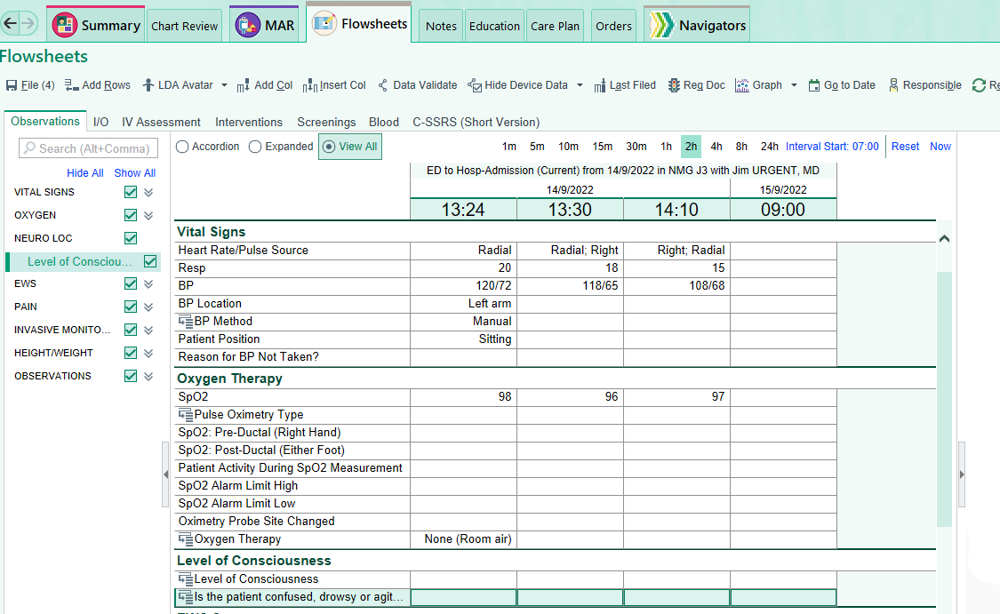 Summary Chart Review MAR Flowsheets Notes Education Care Plan Orders Navigators
Flowsheets
File (4) Add Rows LDA Avatar Add Col Insert Col Data Validate Hide Device Data Last Filed Reg Doc Graph Go to Date Responsible Re
Observations I/O IV Assessment Interventions Screenings Blood C-SSRS (Short Version)
Search (Alt+Comma) Accordion Expanded View All 1m 5m 10m 15m 30m 1h 2h 4h 8h 24h Interval Start: 07:00 Reset Now
Hide All Show All
VITAL SIGNS
OXYGEN
NEURO LOC
Level of Consciou...
EWS
PAIN
INVASIVE MONITO...
HEIGHT/WEIGHT
OBSERVATIONS
ED to Hosp-Admission (Current) from 14/9/2022 in NMG J3 with Jim URGENT, MD
14/9/2022 15/9/2022
13:24 13:30 14:10 09:00
Vital Signs
Heart Rate/Pulse Source Radial Radial; Right Right; Radial
Resp 20 18 15
BP 120/72 118/65 108/68
BP Location Left arm
BP Method Manual
Patient Position Sitting
Reason for BP Not Taken?
Oxygen Therapy
SpO2 98 96 97
Pulse Oximetry Type
SpO2: Pre-Ductal (Right Hand)
SpO2: Post-Ductal (Either Foot)
Patient Activity During SpO2 Measurement
SpO2 Alarm Limit High
SpO2 Alarm Limit Low
Oximetry Probe Site Changed
Oxygen Therapy None (Room air)
Level of Consciousness
Level of Consciousness
Is the patient confused, drowsy or agit...